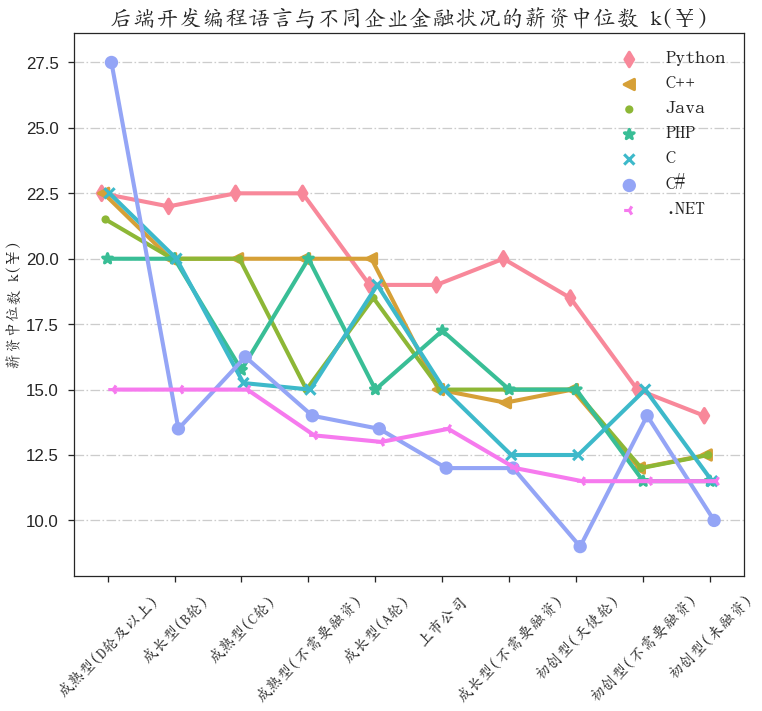 后端开发编程语言与不同企业金融状况的薪资中位数 k(¥)
薪资中位数 k(¥)
27.5
25.0
22.5
20.0
17.5
15.0
12.5
10.0
Python
C++
Java
PHP
C
C#
.NET
成熟型(D轮及以上)
成长型(B轮)
成熟型(C轮)
成熟型(不需要融资)
成长型(A轮)
上市公司
成长型(不需要融资)
初创型(天使轮)
初创型(不需要融资)
初创型(未融资)